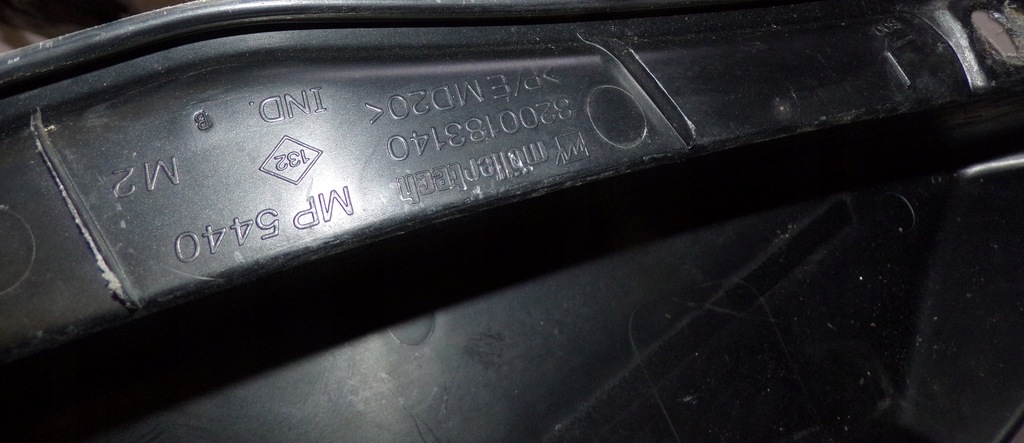 möllertech
MP 5440
8200183140
132
M2
>P/E MD20<
IND.
B